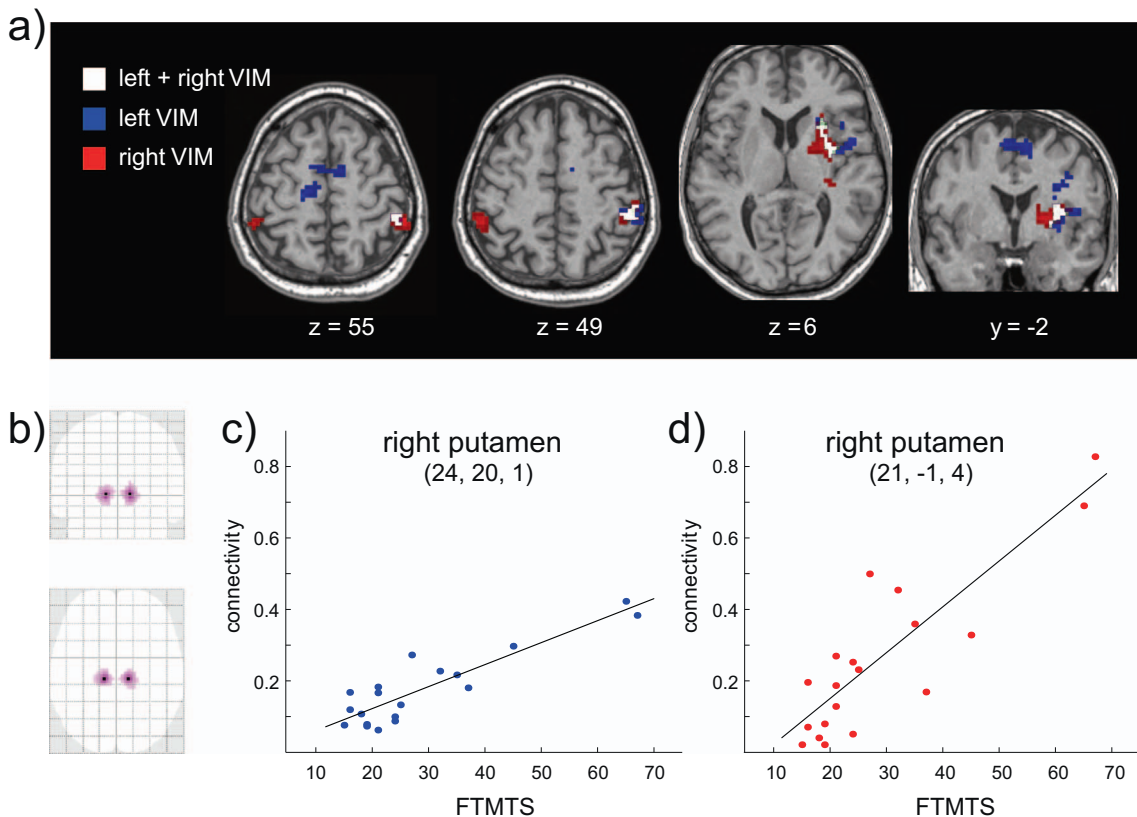 a)
left + right VIM
left VIM
right VIM
z = 55
z = 49
z = 6
y = -2
b)
c)
right putamen
(24, 20, 1)
connectivity
0.8
0.6
0.4
0.2
10 20 30 40 50 60 70
FTMTS
d)
right putamen
(21, -1, 4)
connectivity
0.8
0.6
0.4
0.2
10 20 30 40 50 60 70
FTMTS